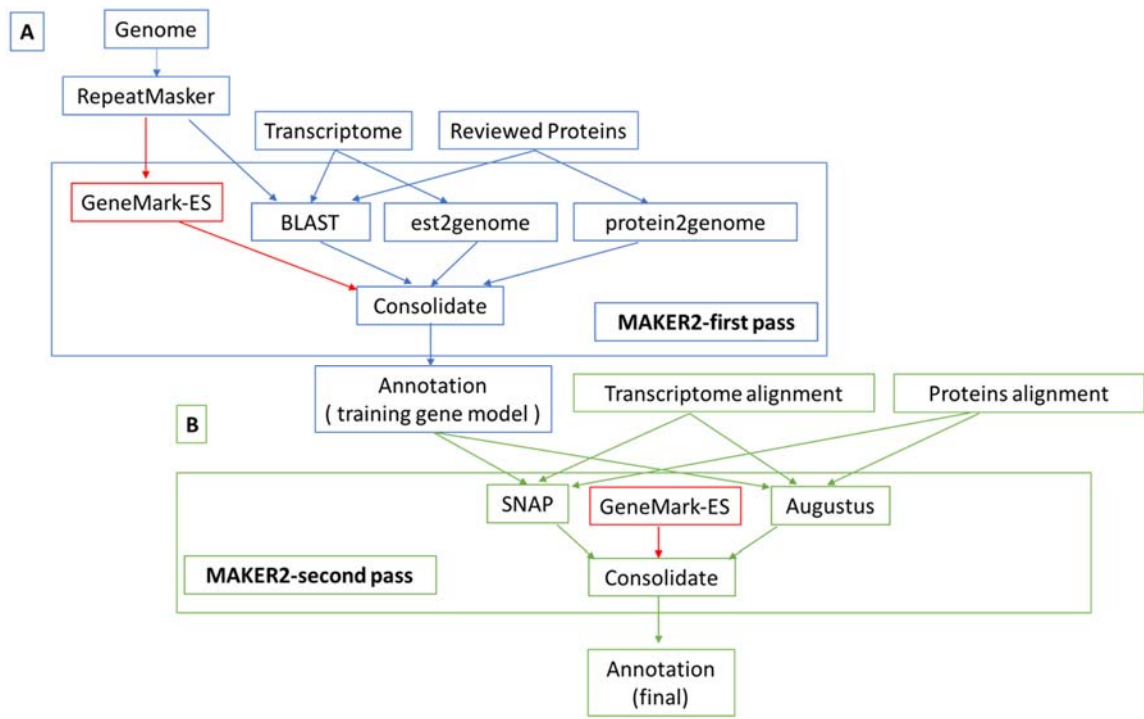 A
Genome
RepeatMasker
Transcriptome
Reviewed Proteins
GeneMark-ES
BLAST
est2genome
protein2genome
Consolidate
MAKER2-first pass
Annotation
( training gene model )
Transcriptome alignment
Proteins alignment
B
SNAP
GeneMark-ES
Augustus
MAKER2-second pass
Consolidate
Annotation
(final)